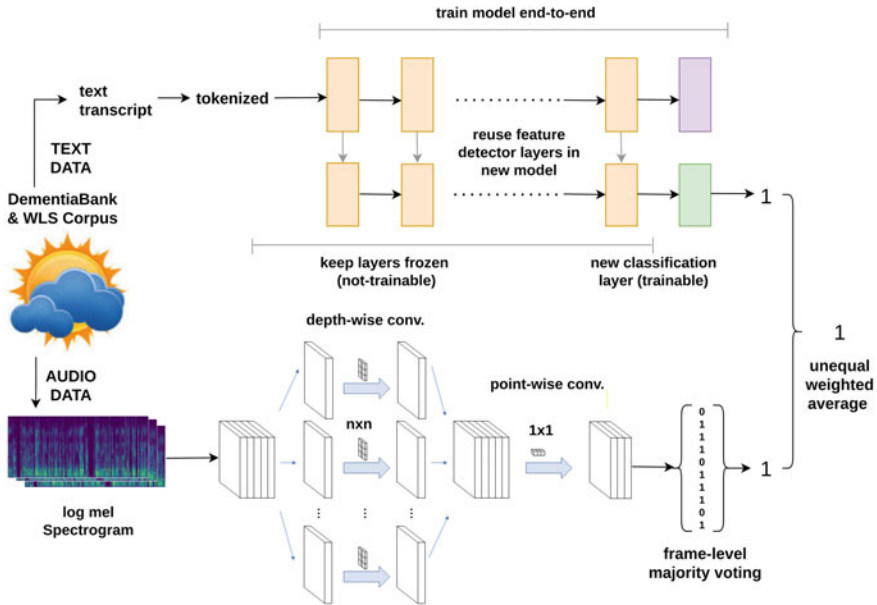 train model end-to-end
text
transcript
tokenized
TEXT
DATA
reuse feature
detector layers in
new model
DementiaBank
& WLS Corpus
1
keep layers frozen
(not-trainable)
new classification
layer (trainable)
depth-wise conv.
1
unequal
weighted
average
AUDIO
DATA
point-wise conv.
nxn
1x1
0
1
1
1
0
1
1
1
0
1
1
log mel
Spectrogram
frame-level
majority voting